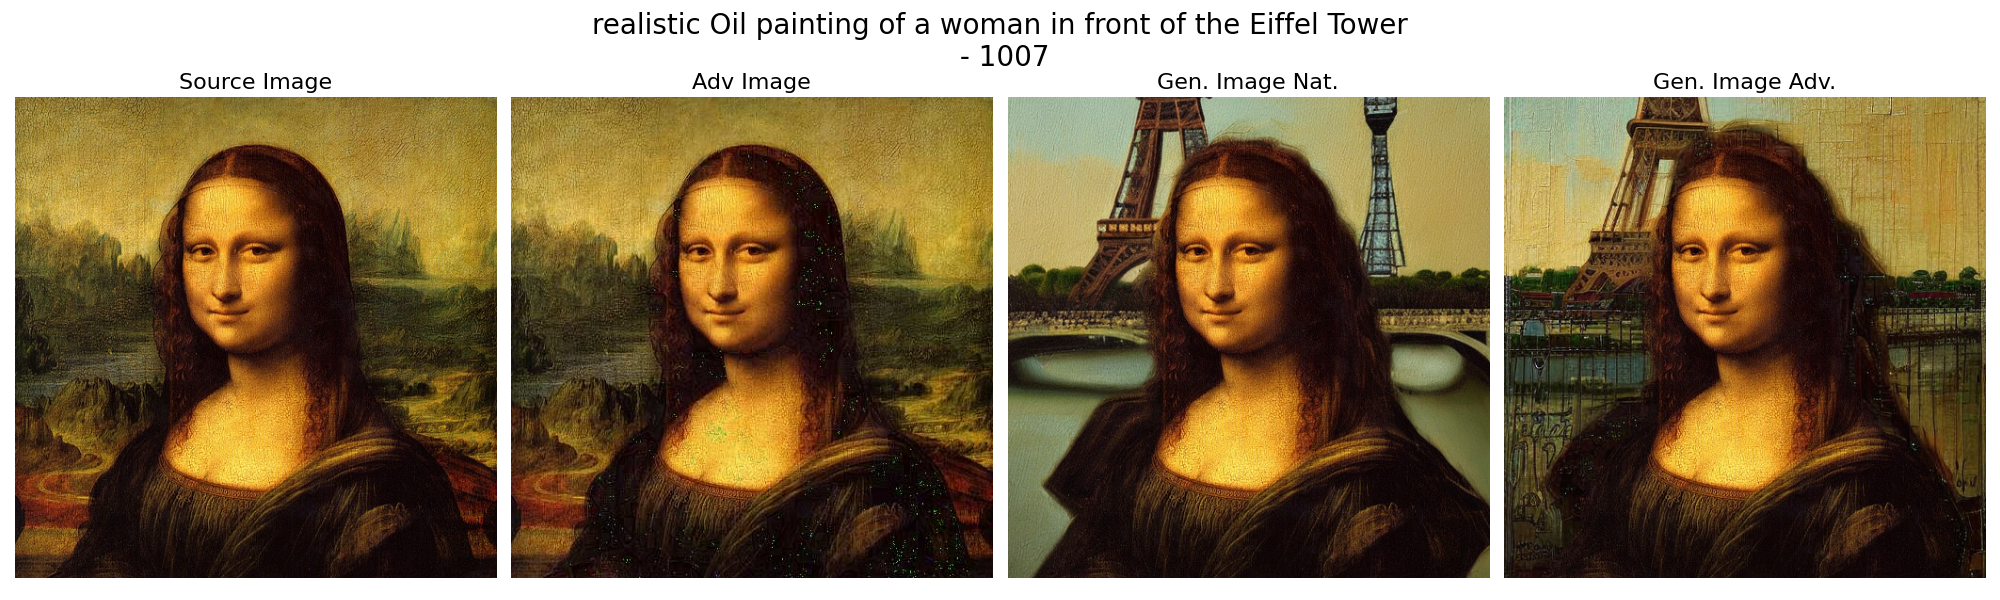 realistic Oil painting of a woman in front of the Eiffel Tower
- 1007
Source Image
Adv Image
Gen. Image Nat.
Gen. Image Adv.